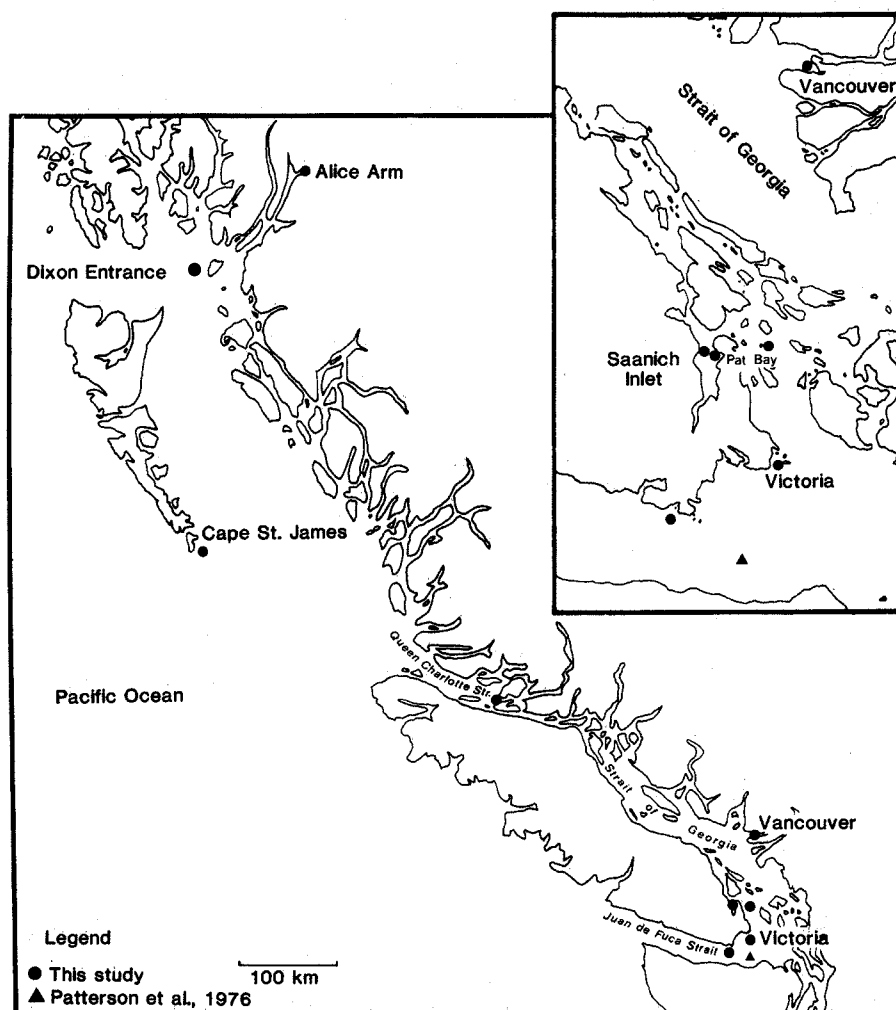 Vancouver
Strait of Georgia
Saanich
Inlet
Pat Bay
Victoria
Alice Arm
Dixon Entrance
Cape St. James
Queen Charlotte Str.
Pacific Ocean
Strait of Georgia
Vancouver
Juan de Fuca Strait
Victoria
Legend
This study
Patterson et al., 1976
100 km